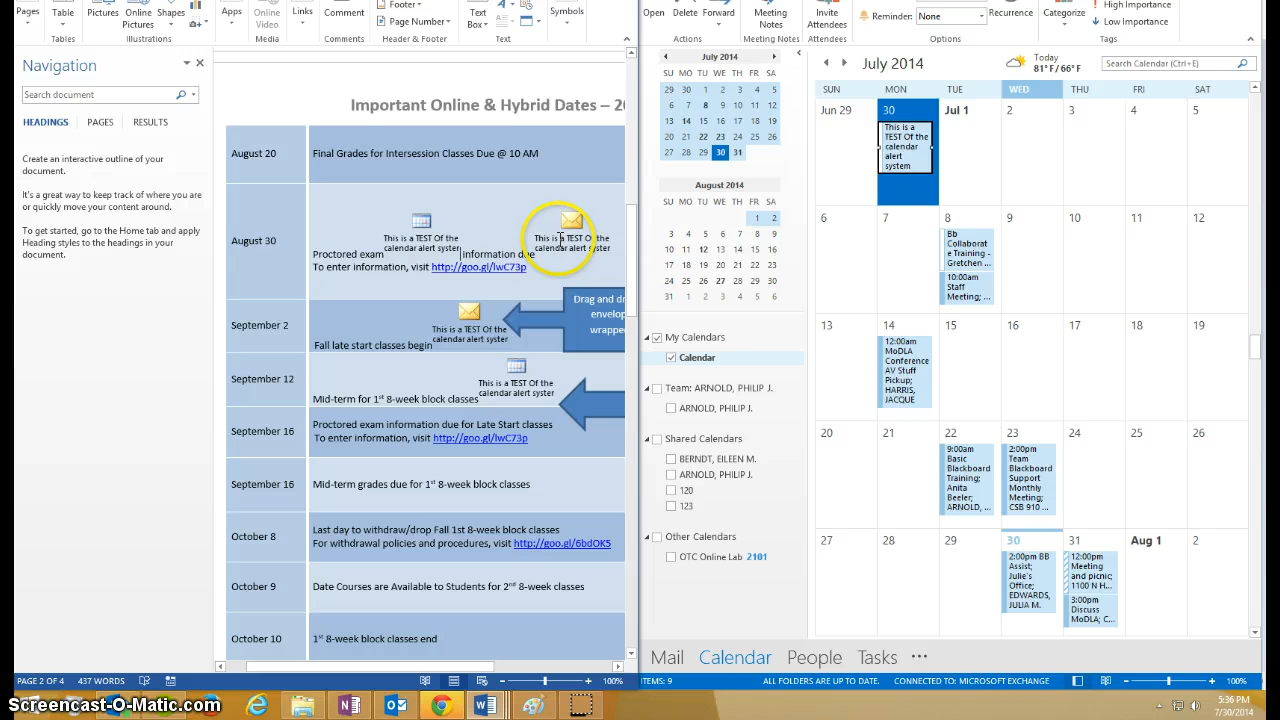 Pages
Table
Pictures
Online
Pictures
Shapes
Apps
Online
Video
Links
Comment
Footer
Page Number
Text
Box
Symbols
Tables
Illustrations
Media
Comments
Header & Footer
Text
Navigation
Search document
HEADINGS PAGES RESULTS
Create an interactive outline of your
document.
It's a great way to keep track of where you are
or quickly move your content around.
To get started, go to the Home tab and apply
Heading styles to the headings in your
document.
Important Online & Hybrid Dates – 20
August 20
Final Grades for Intersession Classes Due @ 10 AM
August 30
This is a TEST Of the
calendar alert system
This is a TEST Of the
calendar alert system
Proctored exam information due
To enter information, visit http://goo.gl/lwC73p
September 2
This is a TEST Of the
calendar alert syster
Fall late start classes begin
Drag and dr
envelo
wrappe
September 12
This is a TEST Of the
calendar alert syster
Mid-term for 1st 8-week block classes
September 16
Proctored exam information due for Late Start classes
To enter information, visit http://goo.gl/lwC73p
September 16
Mid-term grades due for 1st 8-week block classes
October 8
Last day to withdraw/drop Fall 1st 8-week block classes
For withdrawal policies and procedures, visit http://goo.gl/6bdOK5
October 9
Date Courses are Available to Students for 2nd 8-week classes
October 10
1st 8-week block classes end
PAGE 2 OF 4 437 WORDS
100%
Open
Delete
Forward
Meeting
Notes
Invite
Attendees
Reminder: None
Recurrence
Categorize
High Importance
Low Importance
Actions
Meeting Notes
Attendees
Options
Tags
July 2014
SU MO TU WE TH FR SA
29 30 1 2 3 4 5
6 7 8 9 10 11 12
13 14 15 16 17 18 19
20 21 22 23 24 25 26
27 28 29 30 31
August 2014
SU MO TU WE TH FR SA
1 2
3 4 5 6 7 8 9
10 11 12 13 14 15 16
17 18 19 20 21 22 23
24 25 26 27 28 29 30
31 1 2 3 4 5 6
My Calendars
Calendar
Team: ARNOLD, PHILIP J.
ARNOLD, PHILIP J.
Shared Calendars
BERNDT, EILEEN M.
ARNOLD, PHILIP J.
120
123
Other Calendars
OTC Online Lab 2101
July 2014
Today
81° F / 66° F
Search Calendar (Ctrl+E)
SUN MON TUE WED THU FRI SAT
Jun 29 30 Jul 1 2 3 4 5
This is a
TEST Of the
calendar
alert
system
6 7 8 9 10 11 12
Bb
Collaborat
e Training -
Gretchen ...
10:00am
Staff
Meeting; ...
13 14 15 16 17 18 19
12:00am
MoDLA
Conference
AV Stuff
Pickup;
HARRIS,
JACQUE
20 21 22 23 24 25 26
9:00am
Basic
Blackboard
Training;
Anita
Beeler;
ARNOLD, ...
2:00pm
Team
Blackboard
Support
Monthly
Meeting;
CSB 910 ...
27 28 29 30 31 Aug 1 2
2:00pm BB
Assist;
Julie's
Office;
EDWARDS,
JULIA M.
12:00pm
Meeting
and picnic;
1100 N H...
3:00pm
Discuss
MoDLA; C...
Mail Calendar People Tasks ...
ITEMS: 9
ALL FOLDERS ARE UP TO DATE.
CONNECTED TO: MICROSOFT EXCHANGE
100%
Screencast-O-Matic.com
5:36 PM
7/30/2014